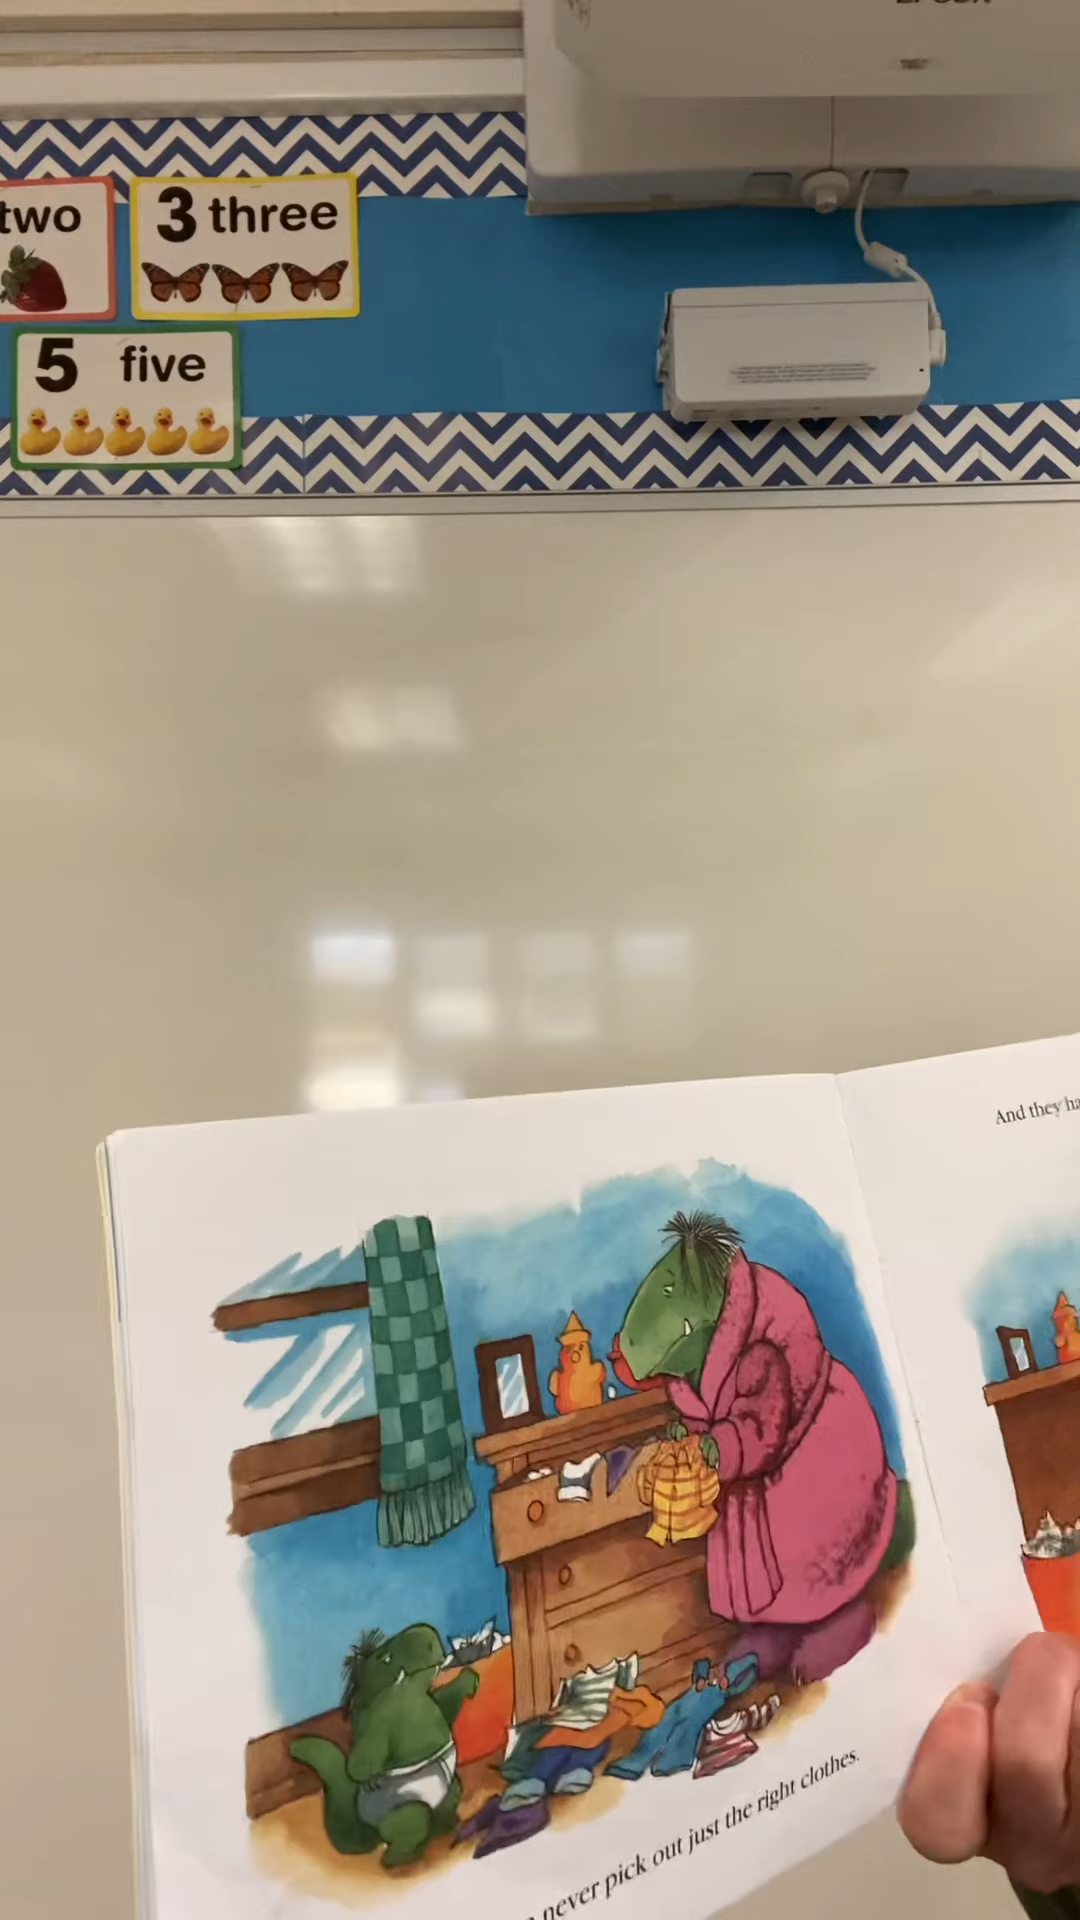 two
3 three
5 five
And they
never pick out just the right clothes.